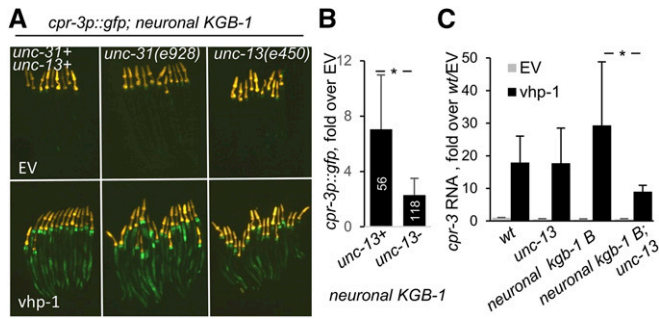 A
cpr-3p::gfp; neuronal KGB-1
unc-31+
unc-13+
unc-31(e928)
unc-13(e450)
EV
vhp-1
B
cpr-3p::gfp, fold over EV
12
8
4
0
*
56
118
unc-13+
unc-13-
neuronal KGB-1
C
cpr-3 RNA , fold over wt/EV
50
40
30
20
10
0
EV
vhp-1
*
wt
unc-13
neuronal kgb-1 B
neuronal kgb-1 B;
unc-13